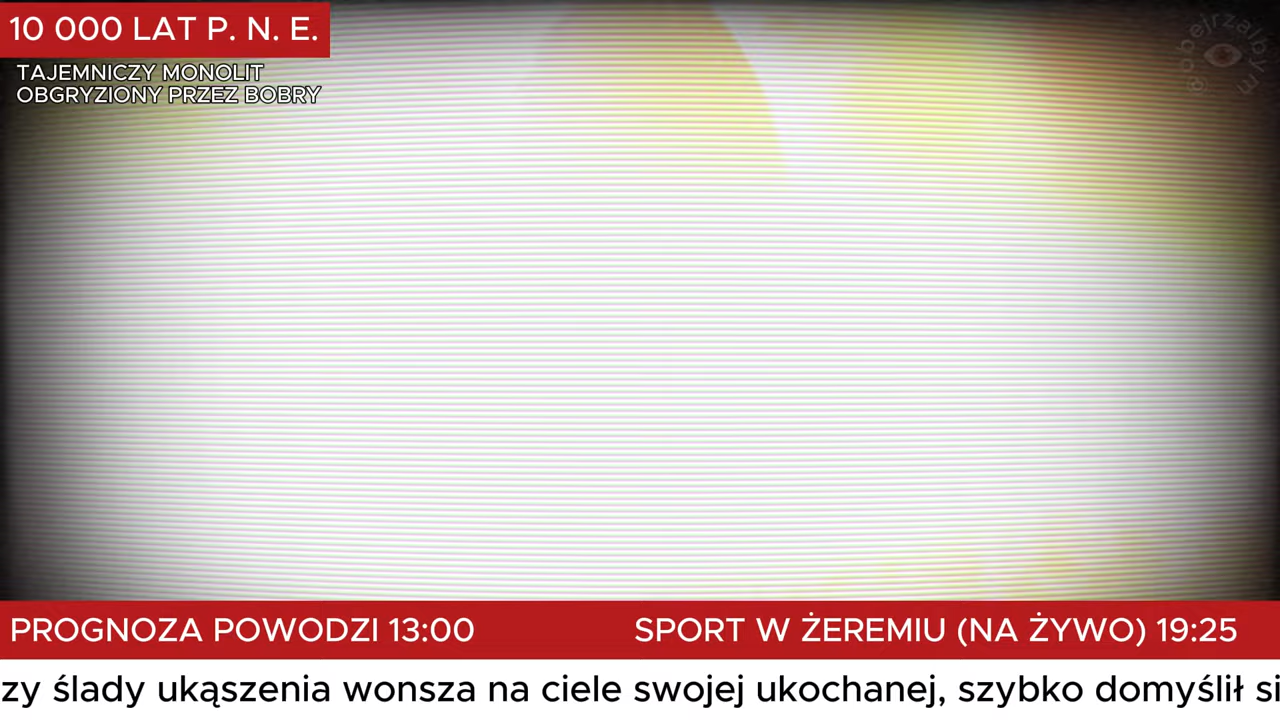 10 000 LAT P. N. E.
TAJEMNICZY MONOLIT
OBGRYZIONY PRZEZ BOBRY
@obejrzalbym
PROGNOZA POWODZI 13:00
SPORT W ŻEREMIU (NA ŻYWO) 19:25
zy ślady ukąszenia wonsza na ciele swojej ukochanej, szybko domyślił si